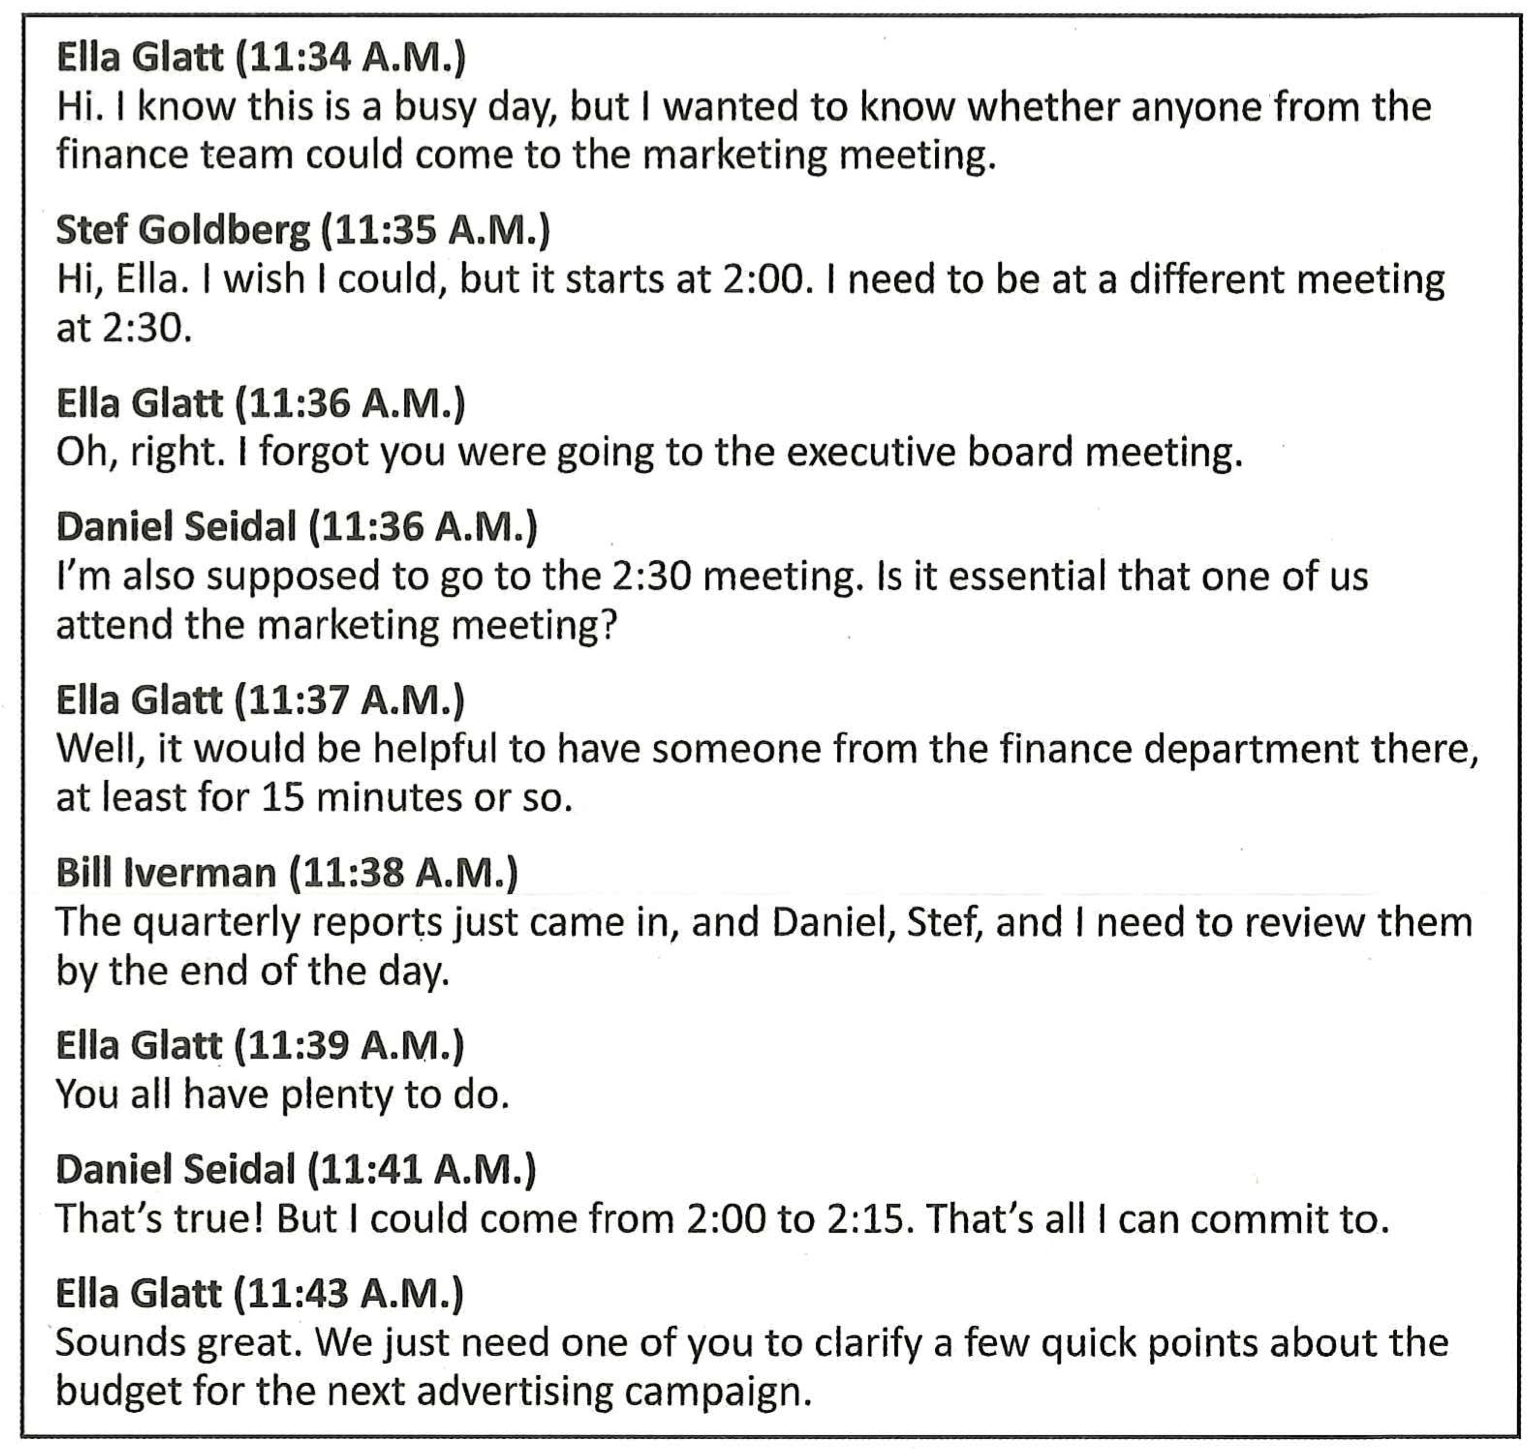 Ella Glatt (11:34 A.M.)
Hi. I know this is a busy day, but I wanted to know whether anyone from the
finance team could come to the marketing meeting.
Stef Goldberg (11:35 A.M.)
Hi, Ella. I wish I could, but it starts at 2:00. I need to be at a different meeting
at 2:30.
Ella Glatt (11:36 A.M.)
Oh, right. I forgot you were going to the executive board meeting.
Daniel Seidal (11:36 A.M.)
I'm also supposed to go to the 2:30 meeting. Is it essential that one of us
attend the marketing meeting?
Ella Glatt (11:37 A.M.)
Well, it would be helpful to have someone from the finance department there,
at least for 15 minutes or so.
Bill Iverman (11:38 A.M.)
The quarterly reports just came in, and Daniel, Stef, and I need to review them
by the end of the day.
Ella Glatt (11:39 A.M.)
You all have plenty to do.
Daniel Seidal (11:41 A.M.)
That's true! But I could come from 2:00 to 2:15. That's all I can commit to.
Ella Glatt (11:43 A.M.)
Sounds great. We just need one of you to clarify a few quick points about the
budget for the next advertising campaign.